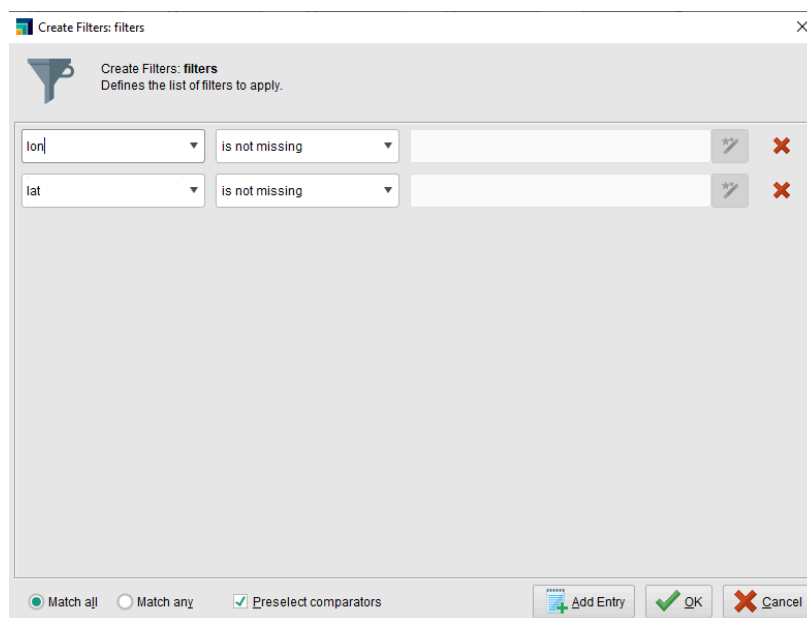 Create Filters: filters
Create Filters: filters
Defines the list of filters to apply.
lon is not missing
lat is not missing
Match all Match any Preselect comparators Add Entry OK Cancel